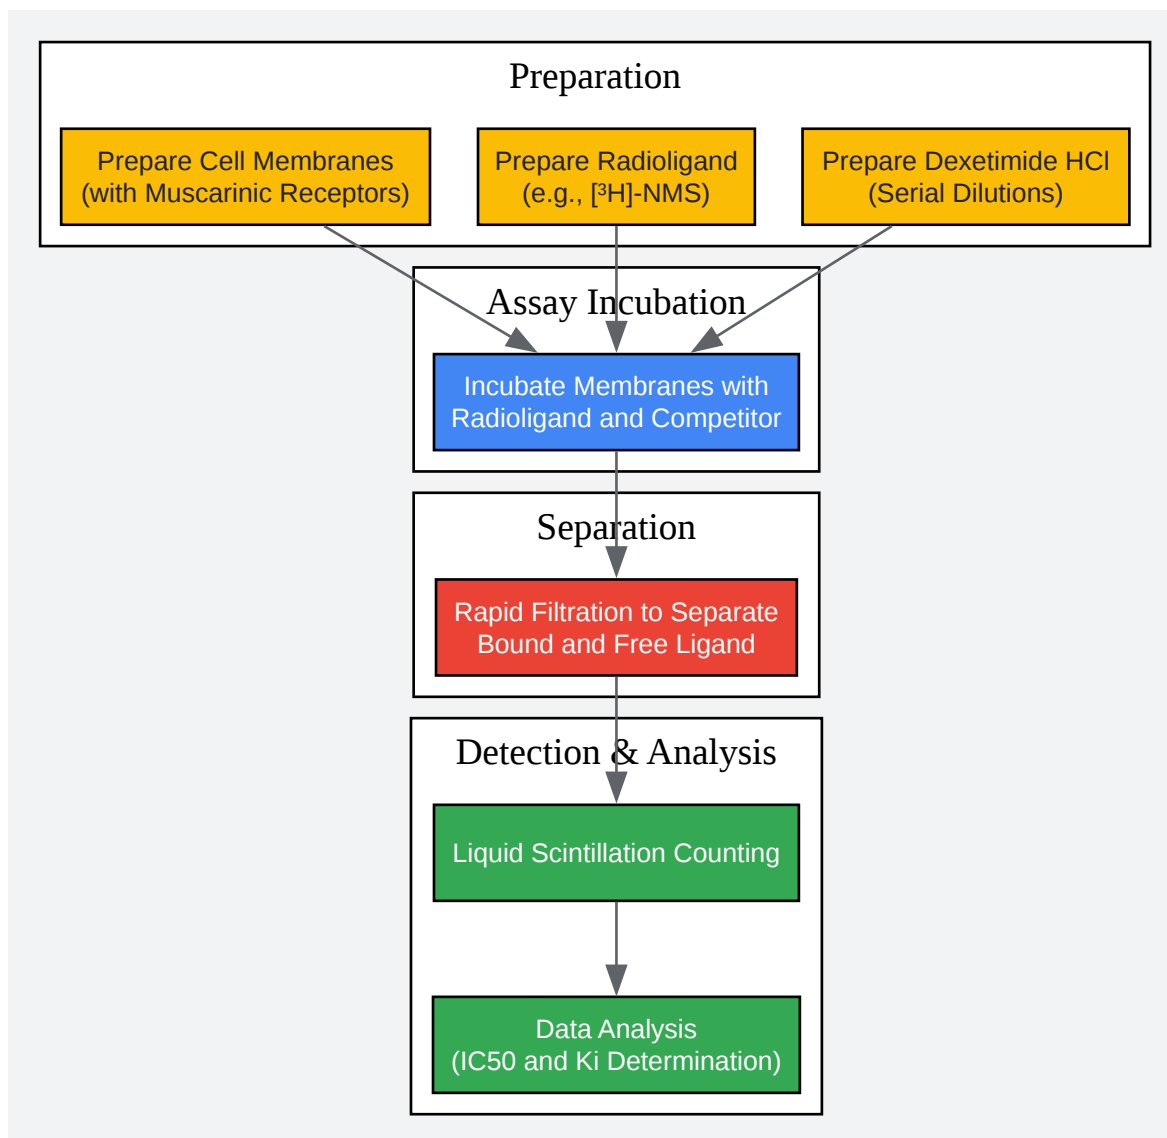 Preparation
Prepare Cell Membranes
(with Muscarinic Receptors)
Prepare Radioligand
(e.g., [³H]-NMS)
Prepare Dexetimide HCl
(Serial Dilutions)
Assay Incubation
Incubate Membranes with
Radioligand and Competitor
Separation
Rapid Filtration to Separate
Bound and Free Ligand
Detection & Analysis
Liquid Scintillation Counting
Data Analysis
(IC50 and Ki Determination)